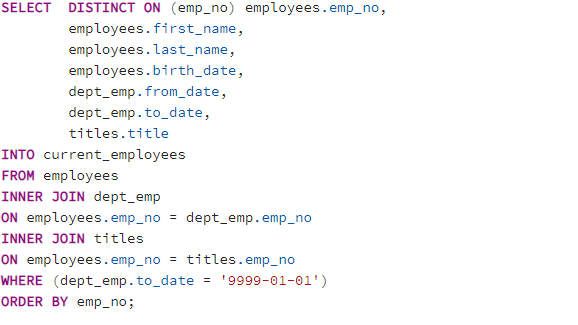 SELECT  DISTINCT ON (emp_no) employees.emp_no,
        employees.first_name,
        employees.last_name,
        employees.birth_date,
        dept_emp.from_date,
        dept_emp.to_date,
        titles.title
INTO current_employees
FROM employees
INNER JOIN dept_emp
ON employees.emp_no = dept_emp.emp_no
INNER JOIN titles
ON employees.emp_no = titles.emp_no
WHERE (dept_emp.to_date = '9999-01-01')
ORDER BY emp_no;